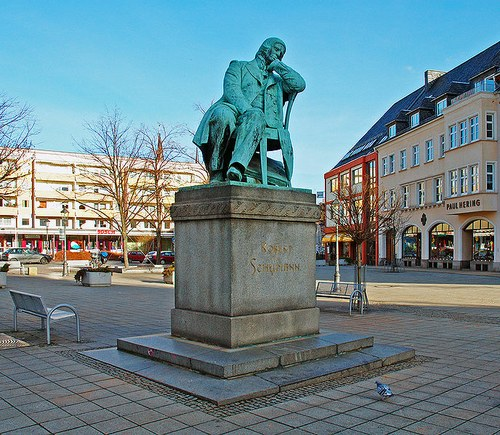 PAUL HERING
Robert
Schumann.